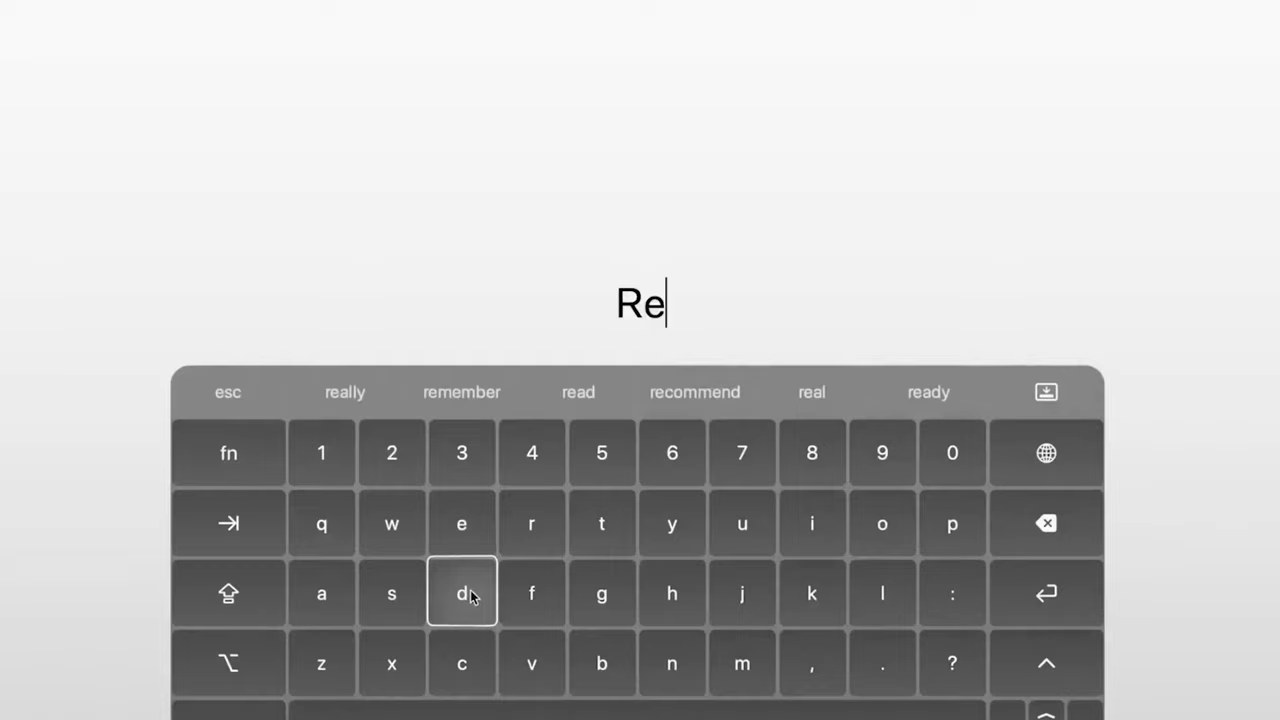 Re
esc really remember read recommend real ready
fn 1 2 3 4 5 6 7 8 9 0
q w e r t y u i o p
a s d f g h j k l :
z x c v b n m , . ?